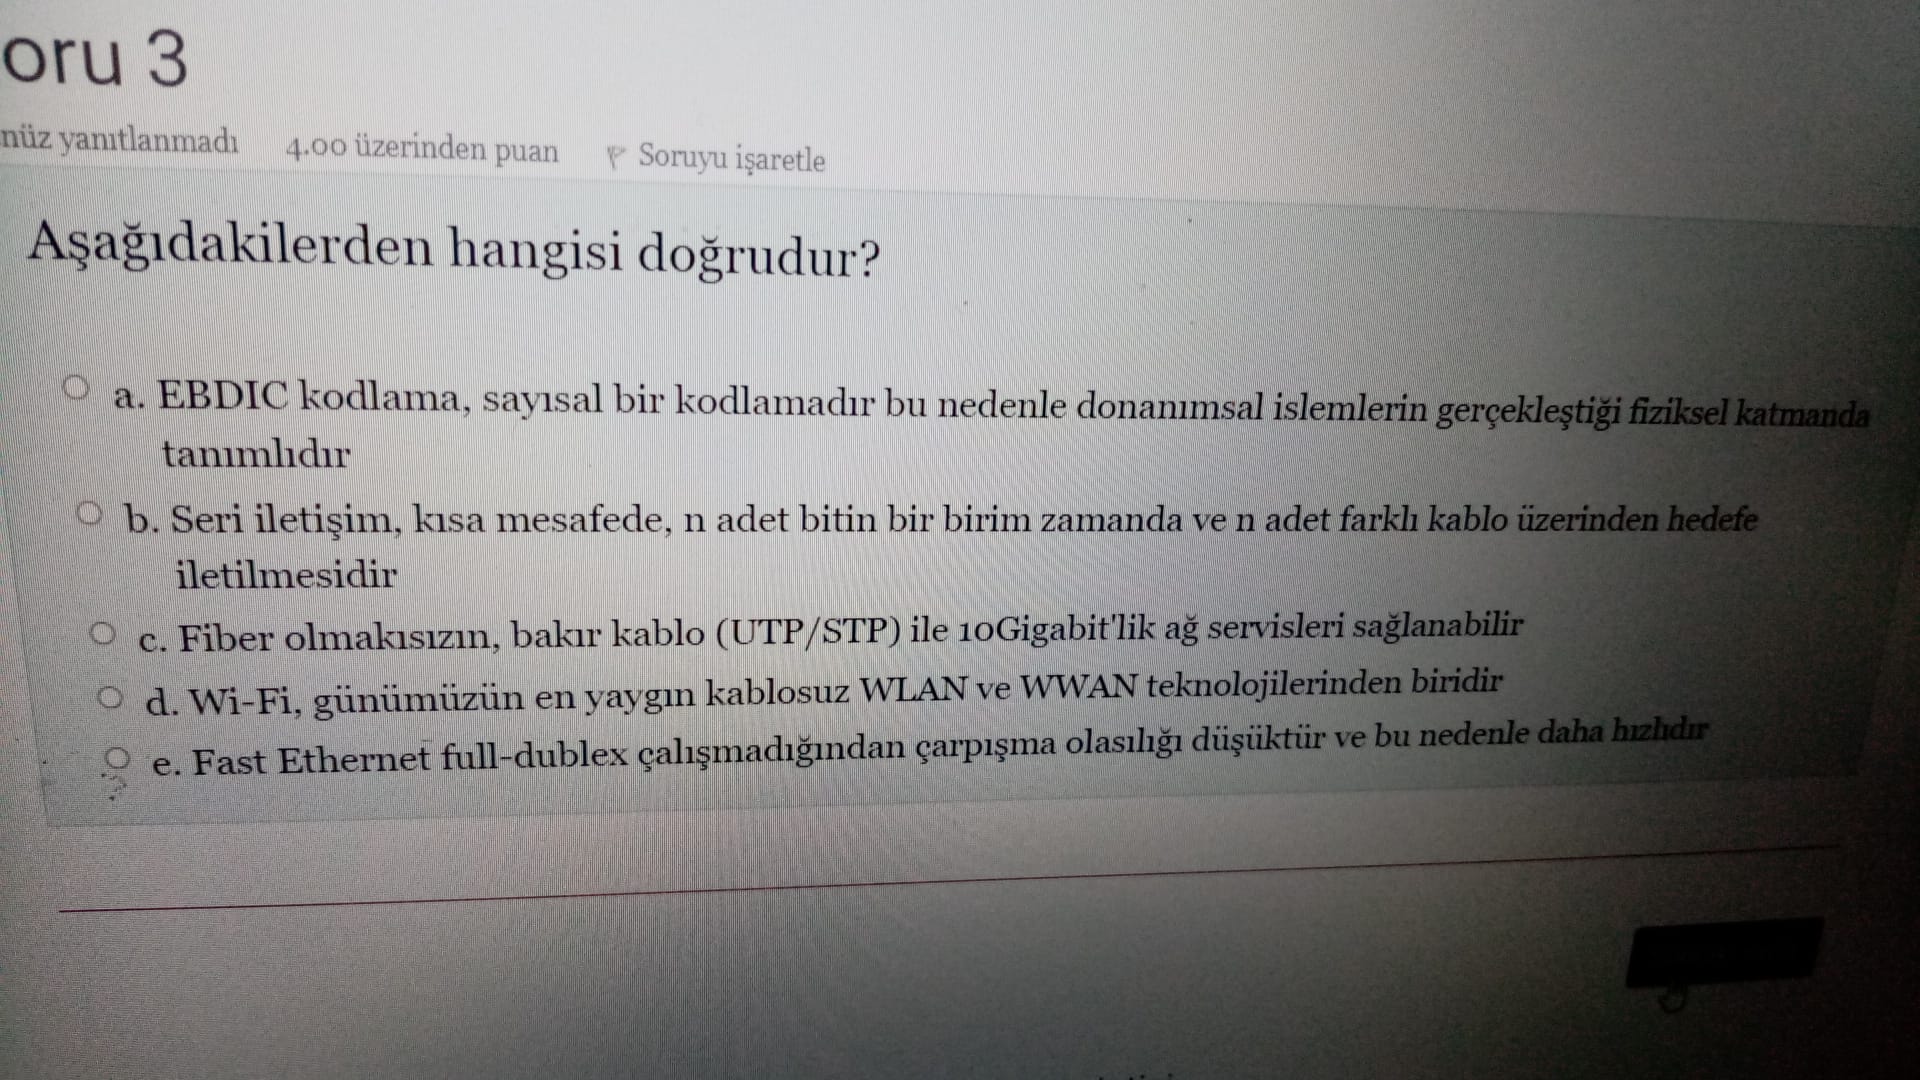 oru 3
nüz yanıtlanmadı 4.00 üzerinden puan Soruyu işaretle
Aşağıdakilerden hangisi doğrudur?
a. EBDIC kodlama, sayısal bir kodlamadır bu nedenle donanımsal islemlerin gerçekleştiği fiziksel katmanda
tanımlıdır
b. Seri iletişim, kısa mesafede, n adet bitin bir birim zamanda ve n adet farklı kablo üzerinden hedefe
iletilmesidir
c. Fiber olmakısızın, bakır kablo (UTP/STP) ile 10Gigabit'lik ağ servisleri sağlanabilir
d. Wi-Fi, günümüzün en yaygın kablosuz WLAN ve WWAN teknolojilerinden biridir
e. Fast Ethernet full-dublex çalışmadığından çarpışma olasılığı düşüktür ve bu nedenle daha hızlıdır